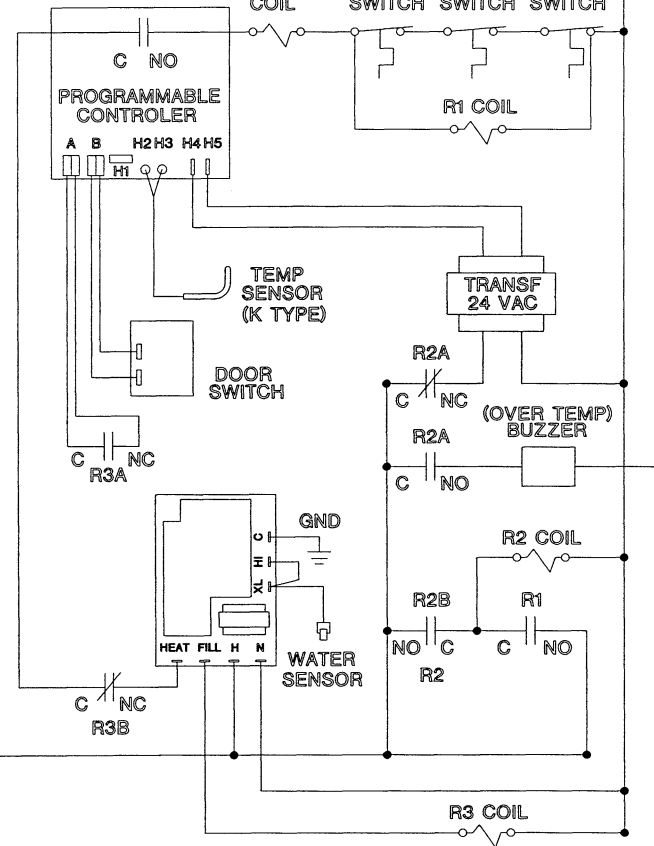 COIL SWITCH SWITCH SWITCH
C NO
PROGRAMMABLE
CONTROLER
R1 COIL
A B H2 H3 H4 H5
H1
TEMP
SENSOR
(K TYPE)
TRANSF
24 VAC
R2A
C NC
DOOR
SWITCH
(OVER TEMP)
BUZZER
R2A
C NO
C NC
R3A
GND
C
HI
XL
R2 COIL
R2B R1
NO C C NO
R2
HEAT FILL H N
WATER
SENSOR
C NC
R3B
R3 COIL